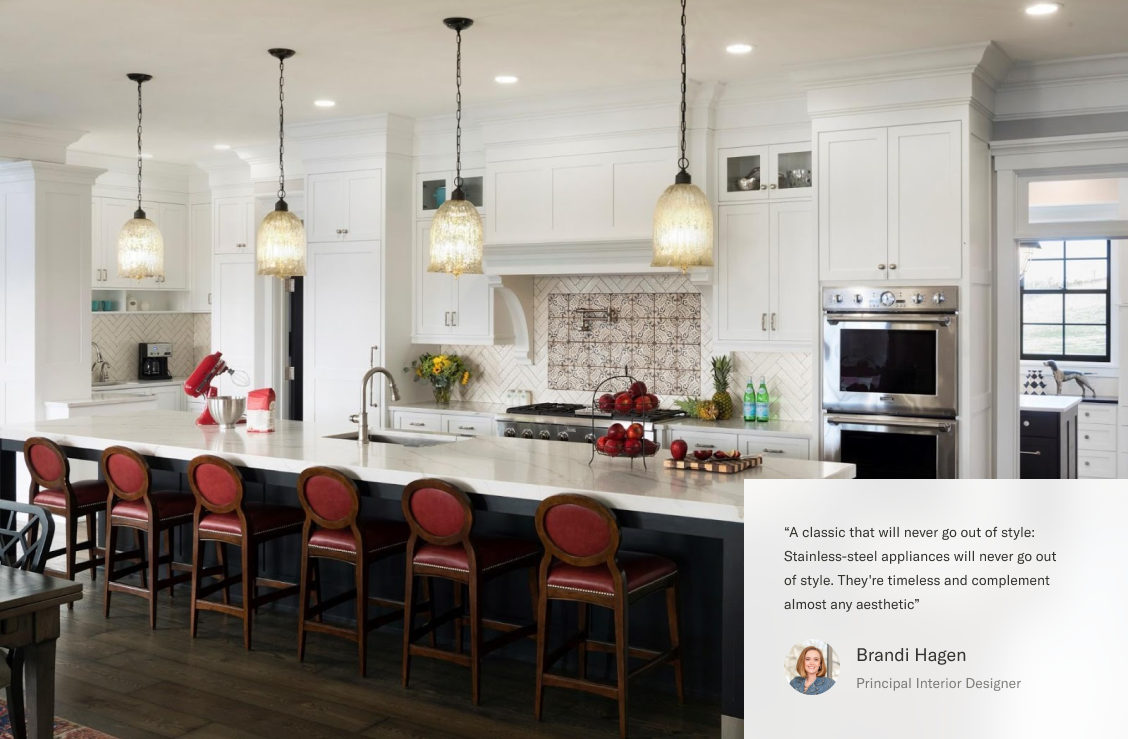 “A classic that will never go out of style:
Stainless-steel appliances will never go out
of style. They're timeless and complement
almost any aesthetic”
Brandi Hagen
Principal Interior Designer